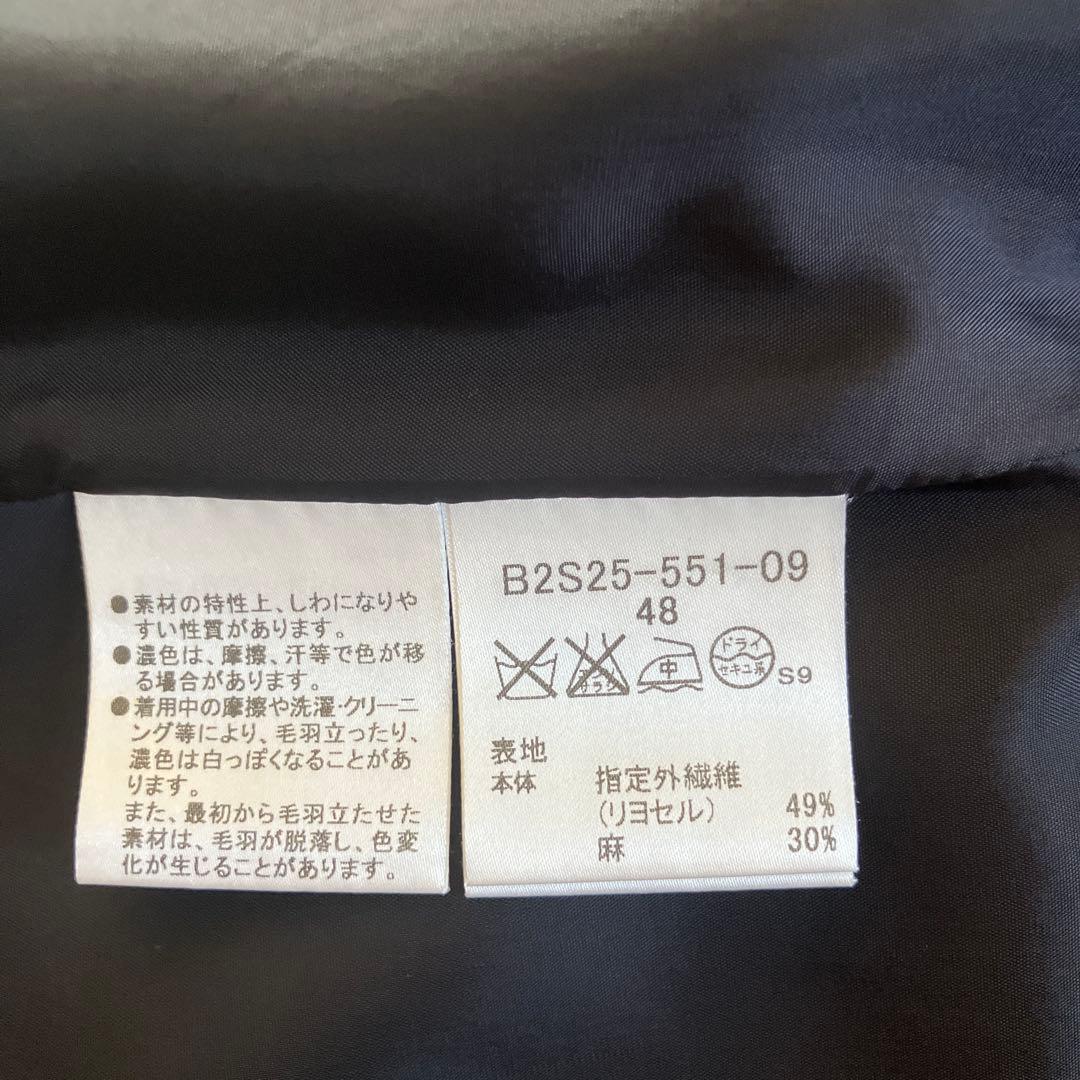 ●素材の特性上、しわになりや
すい性質があります。
●濃色は、摩擦、汗等で色が移
る場合があります。
●着用中の摩擦や洗濯・クリーニ
ング等により、毛羽立ったり、
濃色は白っぽくなることがあ
ります。
また、最初から毛羽立たせた
素材は、毛羽が脱落し、色変
化が生じることがあります。
B2S25-551-09
48
中
ドライ
セキユ系
S9
表地
本体 指定外繊維
(リヨセル) 49%
麻 30%